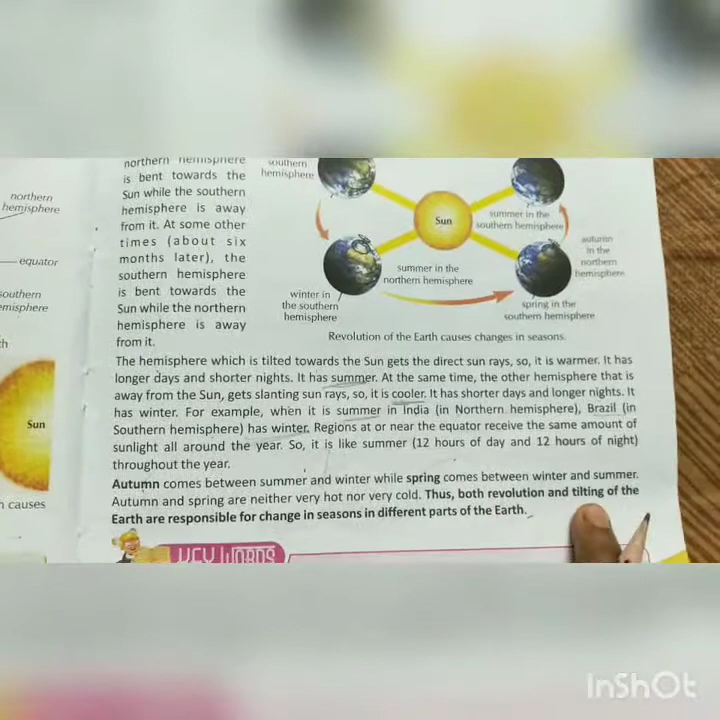 northern hemisphere
is bent towards the
Sun while the southern
hemisphere is away
from it. At some other
times (about six
months later), the
southern hemisphere
is bent towards the
Sun while the northern
hemisphere is away
from it.
southern
hemisphere
Sun
summer in the
southern hemisphere
autumn
in the
northern
hemisphere
summer in the
northern hemisphere
winter in
the southern
hemisphere
spring in the
southern hemisphere
Revolution of the Earth causes changes in seasons.
The hemisphere which is tilted towards the Sun gets the direct sun rays, so, it is warmer. It has
longer days and shorter nights. It has summer. At the same time, the other hemisphere that is
away from the Sun, gets slanting sun rays, so, it is cooler. It has shorter days and longer nights. It
has winter. For example, when it is summer in India (in Northern hemisphere), Brazil (in
Southern hemisphere) has winter. Regions at or near the equator receive the same amount of
sunlight all around the year. So, it is like summer (12 hours of day and 12 hours of night)
throughout the year.
Autumn comes between summer and winter while spring comes between winter and summer.
Autumn and spring are neither very hot nor very cold. Thus, both revolution and tilting of the
Earth are responsible for change in seasons in different parts of the Earth.
KEY WORDS
northern
hemisphere
equator
southern
Sun
causes
InShOt